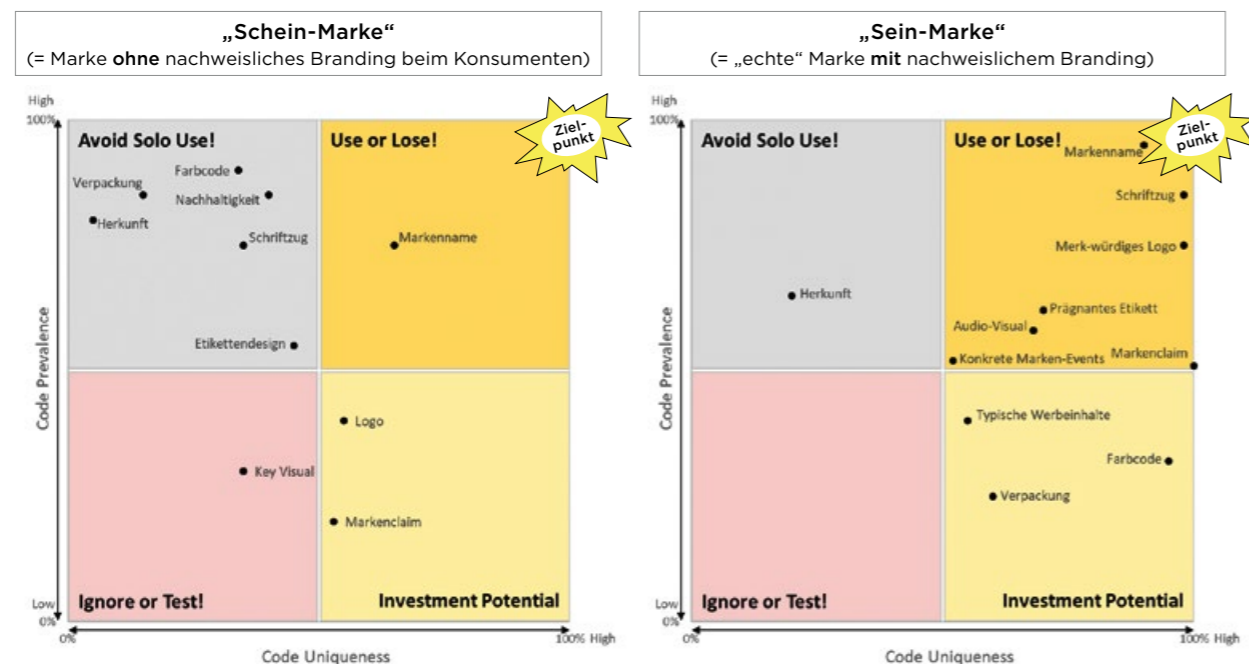 „Schein-Marke“
(= Marke ohne nachweisliches Branding beim Konsumenten)
High
100%
Avoid Solo Use!
Use or Lose!
Ziel-
punkt
Farbcode
Verpackung
Nachhaltigkeit
Herkunft
Schriftzug
Markenname
Etikettendesign
Code Prevalence
Logo
Key Visual
Markenclaim
Ignore or Test!
Investment Potential
Low
0%
0%
100% High
Code Uniqueness
„Sein-Marke“
(= „echte“ Marke mit nachweislichem Branding)
High
100%
Avoid Solo Use!
Use or Lose!
Ziel-
punkt
Markenname
Schriftzug
Merk-würdiges Logo
Herkunft
Prägnantes Etikett
Audio-Visual
Konkrete Marken-Events
Markenclaim
Code Prevalence
Typische Werbeinhalte
Farbcode
Verpackung
Ignore or Test!
Investment Potential
Low
0%
0%
100% High
Code Uniqueness